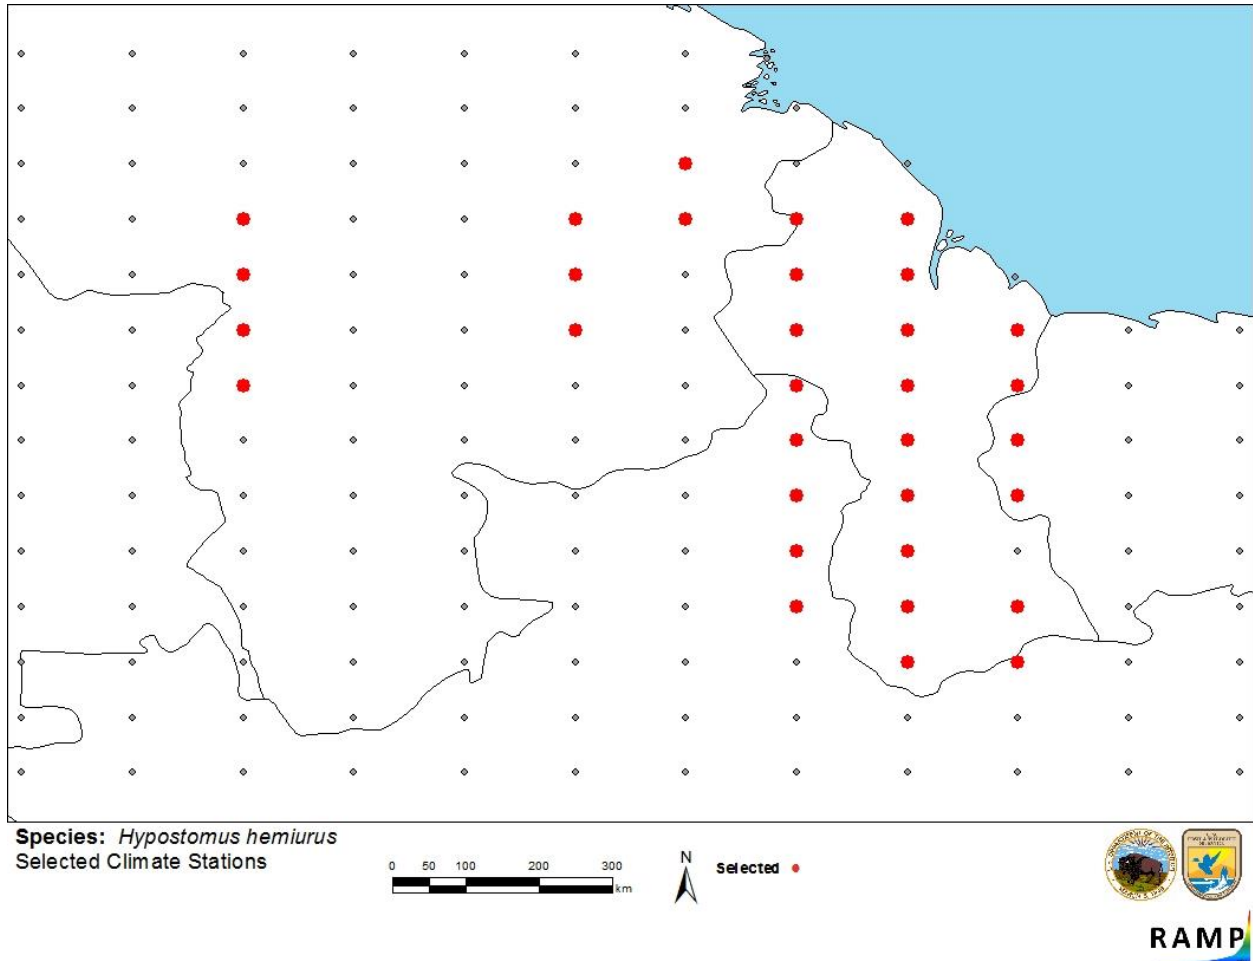 Species: Hypostomus hemiurus
Selected Climate Stations
0 50 100 200 300
km
N
Selected
RAMP